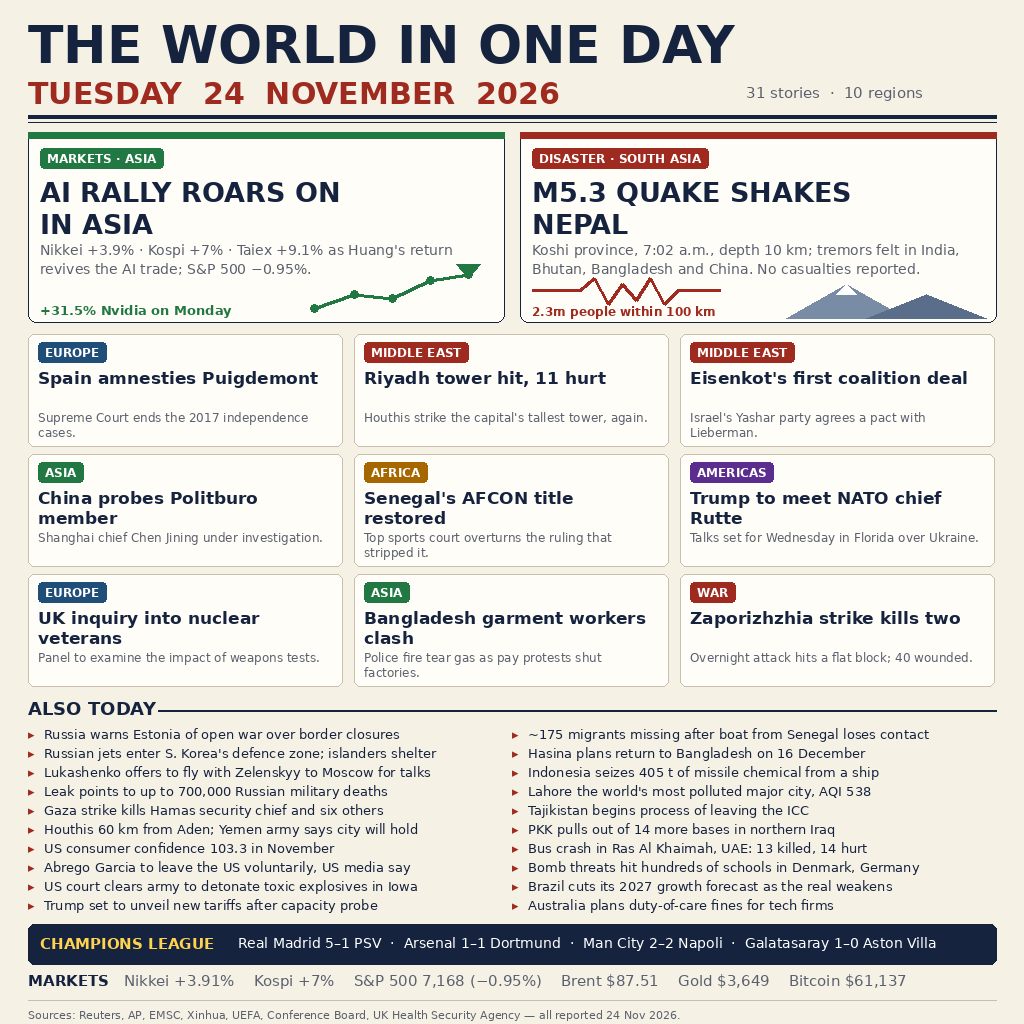 THE WORLD IN ONE DAY
TUESDAY 24 NOVEMBER 2026
31 stories · 10 regions
MARKETS · ASIA
AI RALLY ROARS ON
IN ASIA
Nikkei +3.9% · Kospi +7% · Taiex +9.1% as Huang's return
revives the AI trade; S&P 500 −0.95%.
+31.5% Nvidia on Monday
DISASTER · SOUTH ASIA
M5.3 QUAKE SHAKES
NEPAL
Koshi province, 7:02 a.m., depth 10 km; tremors felt in India,
Bhutan, Bangladesh and China. No casualties reported.
2.3m people within 100 km
EUROPE
Spain amnesties Puigdemont
Supreme Court ends the 2017 independence
cases.
MIDDLE EAST
Riyadh tower hit, 11 hurt
Houthis strike the capital's tallest tower, again.
MIDDLE EAST
Eisenkot's first coalition deal
Israel's Yashar party agrees a pact with
Lieberman.
ASIA
China probes Politburo
member
Shanghai chief Chen Jining under investigation.
AFRICA
Senegal's AFCON title
restored
Top sports court overturns the ruling that
stripped it.
AMERICAS
Trump to meet NATO chief
Rutte
Talks set for Wednesday in Florida over Ukraine.
EUROPE
UK inquiry into nuclear
veterans
Panel to examine the impact of weapons tests.
ASIA
Bangladesh garment workers
clash
Police fire tear gas as pay protests shut
factories.
WAR
Zaporizhzhia strike kills two
Overnight attack hits a flat block; 40 wounded.
ALSO TODAY
▸ Russia warns Estonia of open war over border closures
▸ Russian jets enter S. Korea's defence zone; islanders shelter
▸ Lukashenko offers to fly with Zelenskyy to Moscow for talks
▸ Leak points to up to 700,000 Russian military deaths
▸ Gaza strike kills Hamas security chief and six others
▸ Houthis 60 km from Aden; Yemen army says city will hold
▸ US consumer confidence 103.3 in November
▸ Abrego Garcia to leave the US voluntarily, US media say
▸ US court clears army to detonate toxic explosives in Iowa
▸ Trump set to unveil new tariffs after capacity probe
▸ ~175 migrants missing after boat from Senegal loses contact
▸ Hasina plans return to Bangladesh on 16 December
▸ Indonesia seizes 405 t of missile chemical from a ship
▸ Lahore the world's most polluted major city, AQI 538
▸ Tajikistan begins process of leaving the ICC
▸ PKK pulls out of 14 more bases in northern Iraq
▸ Bus crash in Ras Al Khaimah, UAE: 13 killed, 14 hurt
▸ Bomb threats hit hundreds of schools in Denmark, Germany
▸ Brazil cuts its 2027 growth forecast as the real weakens
▸ Australia plans duty-of-care fines for tech firms
CHAMPIONS LEAGUE Real Madrid 5–1 PSV · Arsenal 1–1 Dortmund · Man City 2–2 Napoli · Galatasaray 1–0 Aston Villa
MARKETS Nikkei +3.91% Kospi +7% S&P 500 7,168 (−0.95%) Brent $87.51 Gold $3,649 Bitcoin $61,137
Sources: Reuters, AP, EMSC, Xinhua, UEFA, Conference Board, UK Health Security Agency — all reported 24 Nov 2026.